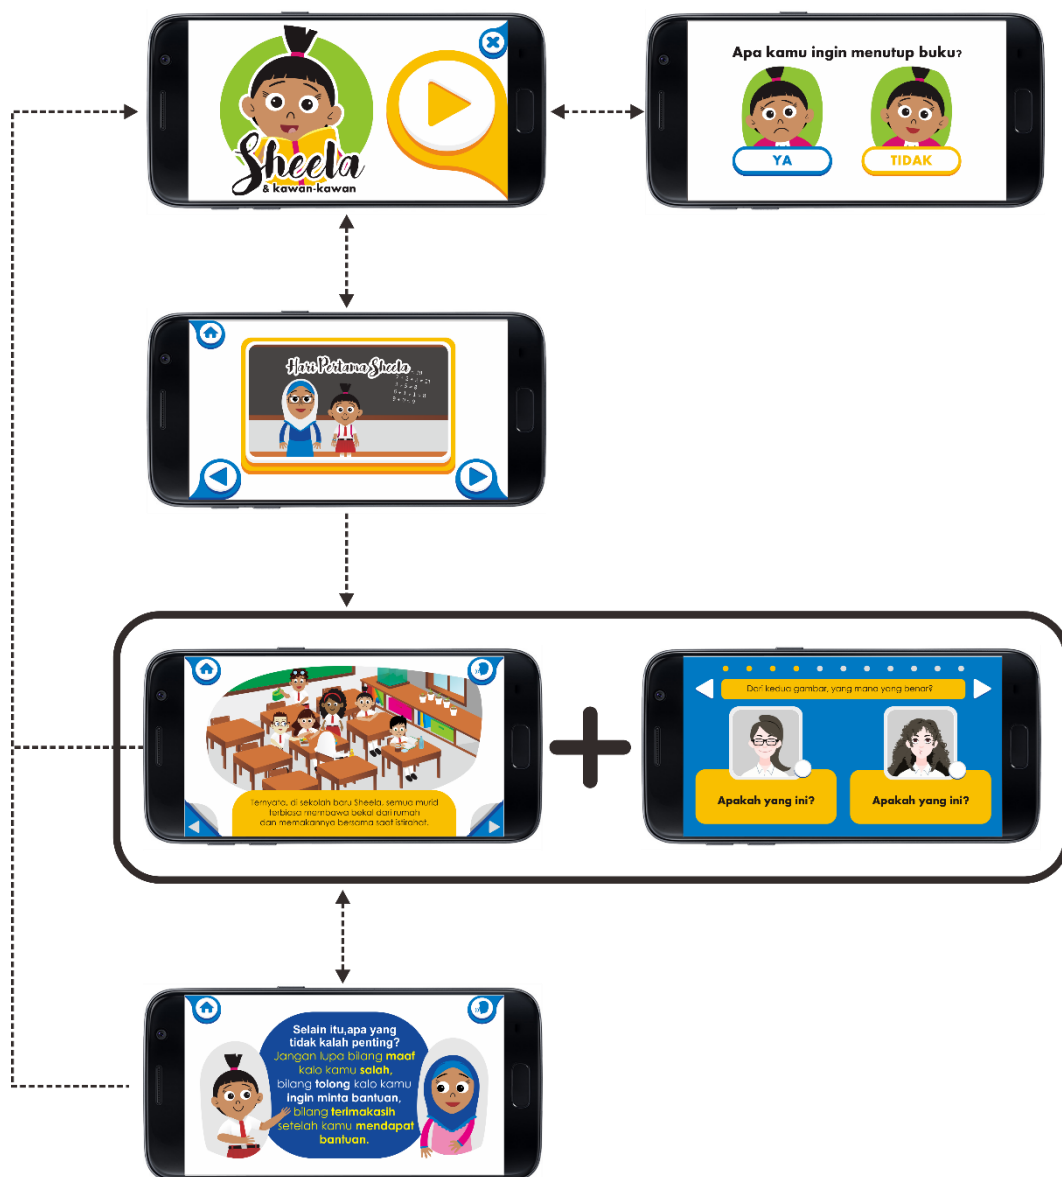 Sheela
& kawan-kawan
Apa kamu ingin menutup buku?
YA
TIDAK
Hari Pertama Sheela
Ternyata, di sekolah baru Sheela, semua murid
terbiasa membawa bekal dari rumah
dan memakannya bersama saat istirahat.
Dari kedua gambar, yang mana yang benar?
Apakah yang ini?
Apakah yang ini?
Selain itu,apa yang
tidak kalah penting?
Jangan lupa bilang maaf
kalo kamu salah,
bilang tolong kalo kamu
ingin minta bantuan,
bilang terimakasih
setelah kamu mendapat
bantuan.